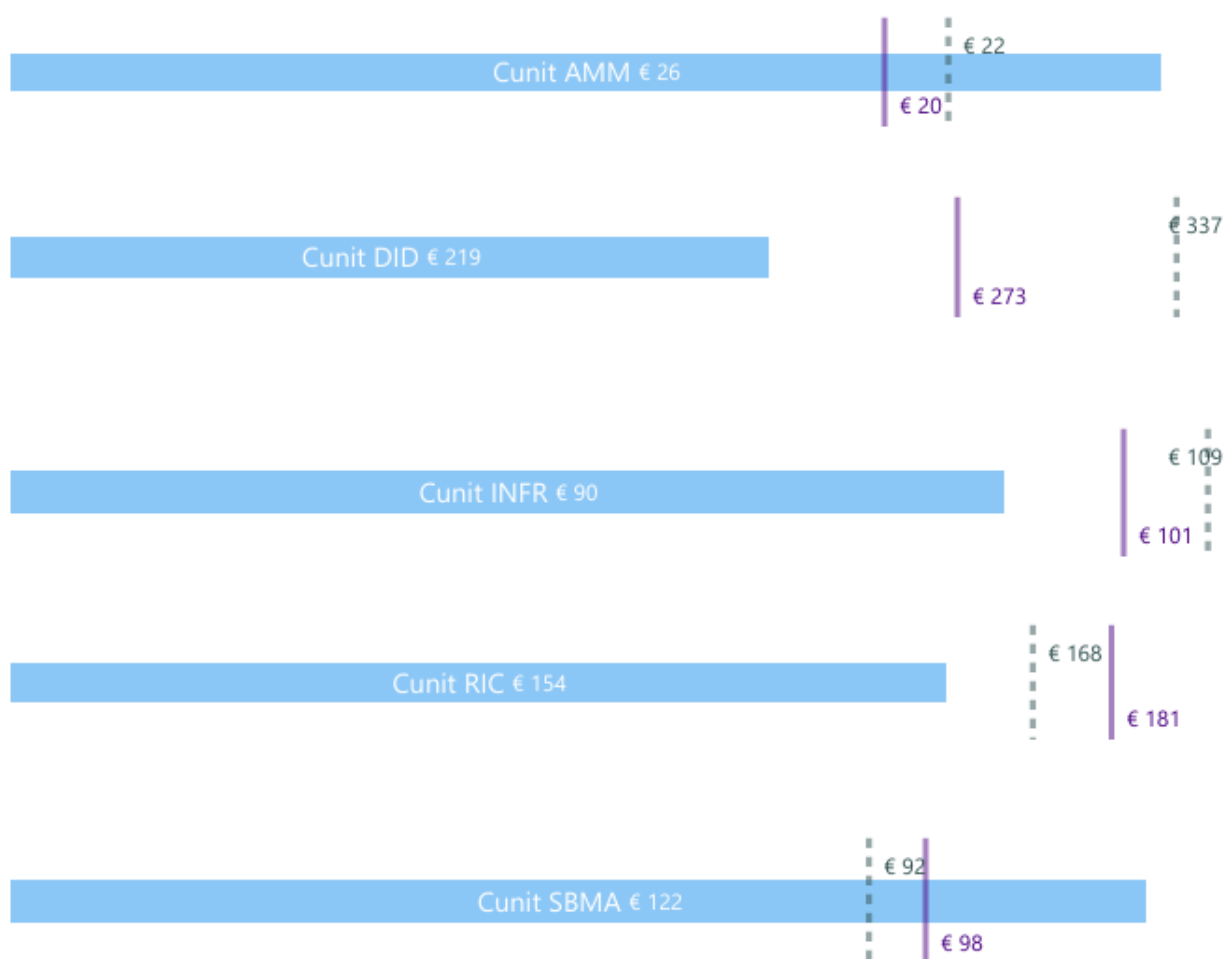 € 22
Cunit AMM € 26
€ 20
€ 337
Cunit DID € 219
€ 273
€ 109
Cunit INFR € 90
€ 101
€ 168
Cunit RIC € 154
€ 181
€ 92
Cunit SBMA € 122
€ 98